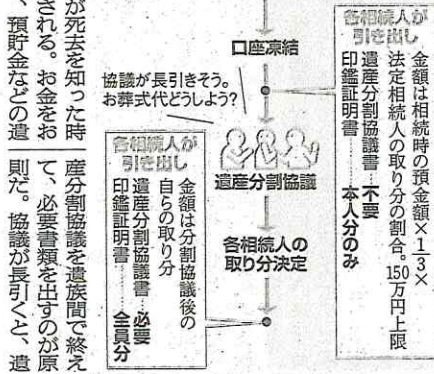 各相続人が
引き出し
金額は相続時の預金額×1/3×
法定相続人の取り分の割合。150万円上限
遺産分割協議書…不要
印鑑証明書………本人分のみ
口座凍結
協議が長引きそう。
お葬式代どうしよう?
遺産分割協議
各相続人の
取り分決定
各相続人が
引き出し
金額は分割協議後の
自らの取り分
遺産分割協議書…必要
印鑑証明書………全員分
が死去を知った時
される。お金をお
、預貯金などの遺
産分割協議を遺族間で終え
て、必要書類を出すのが原
則だ。協議が長引くと、遺